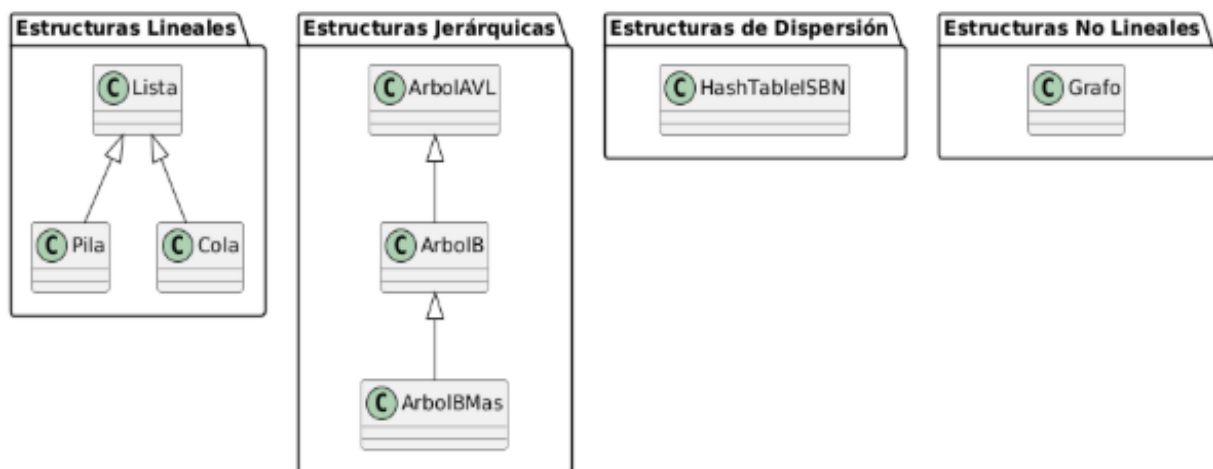 Estructuras Lineales
C Lista
C Pila
C Cola
Estructuras Jerárquicas
C ArbolAVL
C ArbolB
C ArbolBMas
Estructuras de Dispersión
C HashTableISBN
Estructuras No Lineales
C Grafo